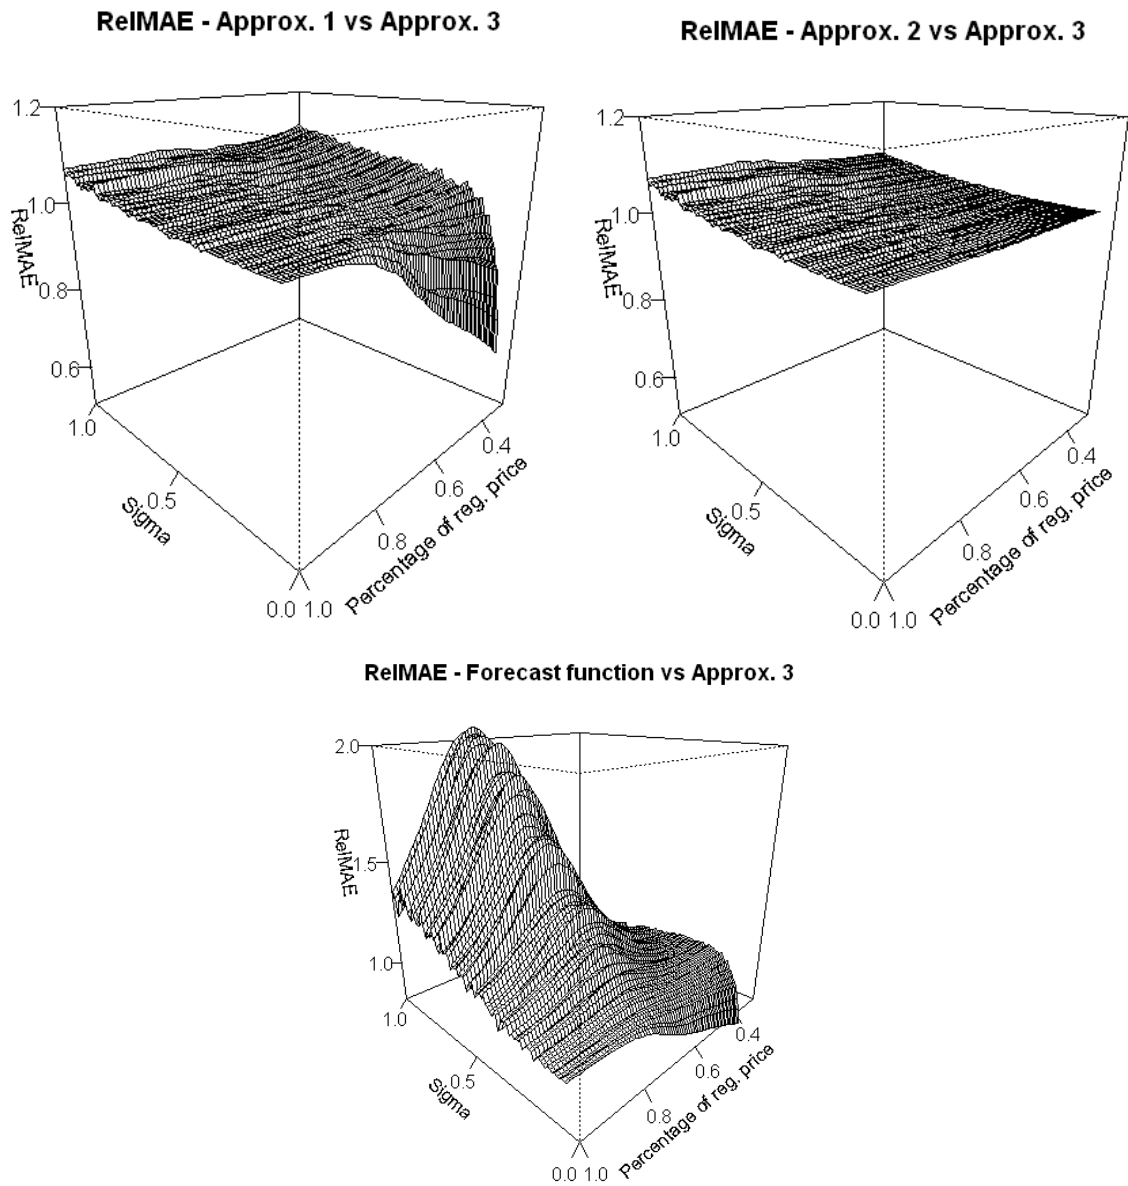 RelMAE - Approx. 1 vs Approx. 3
1.2
1.0
0.8
0.6
RelMAE
1.0
0.5
0.0
Sigma
1.0
0.8
0.6
0.4
Percentage of reg. price
RelMAE - Approx. 2 vs Approx. 3
1.2
1.0
0.8
0.6
RelMAE
1.0
0.5
0.0
Sigma
1.0
0.8
0.6
0.4
Percentage of reg. price
RelMAE - Forecast function vs Approx. 3
2.0
1.5
1.0
RelMAE
1.0
0.5
0.0
Sigma
1.0
0.8
0.6
0.4
Percentage of reg. price